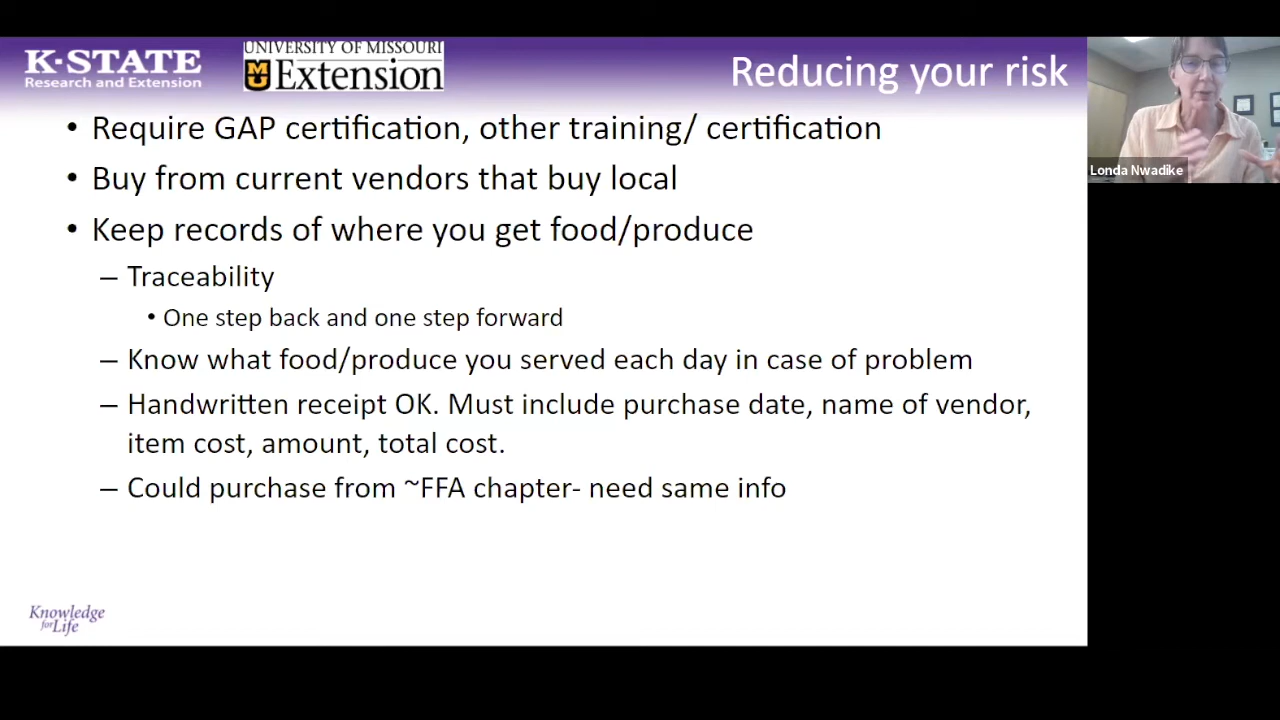 K-STATE
Research and Extension
UNIVERSITY OF MISSOURI
MU
Extension
Reducing your risk
• Require GAP certification, other training/ certification
• Buy from current vendors that buy local
• Keep records of where you get food/produce
– Traceability
• One step back and one step forward
– Know what food/produce you served each day in case of problem
– Handwritten receipt OK. Must include purchase date, name of vendor,
item cost, amount, total cost.
– Could purchase from ~FFA chapter- need same info
Londa Nwadike
Knowledge
for Life